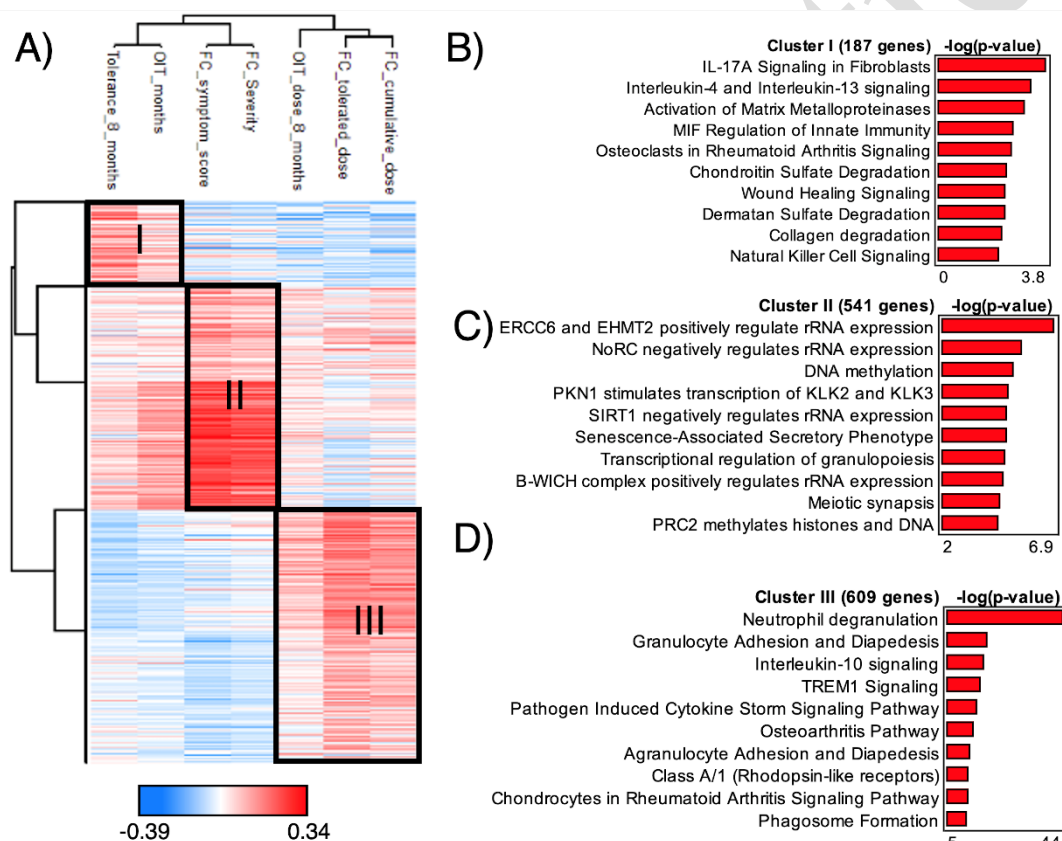 A)
Tolerance_8_months
OIT_months
FC_symptom_score
FC_Severity
OIT_dose_8_months
FC_tolerated_dose
FC_cumulative_dose
I
II
III
-0.39 0.34
B)
Cluster I (187 genes) -log(p-value)
IL-17A Signaling in Fibroblasts
Interleukin-4 and Interleukin-13 signaling
Activation of Matrix Metalloproteinases
MIF Regulation of Innate Immunity
Osteoclasts in Rheumatoid Arthritis Signaling
Chondroitin Sulfate Degradation
Wound Healing Signaling
Dermatan Sulfate Degradation
Collagen degradation
Natural Killer Cell Signaling
0 3.8
C)
Cluster II (541 genes) -log(p-value)
ERCC6 and EHMT2 positively regulate rRNA expression
NoRC negatively regulates rRNA expression
DNA methylation
PKN1 stimulates transcription of KLK2 and KLK3
SIRT1 negatively regulates rRNA expression
Senescence-Associated Secretory Phenotype
Transcriptional regulation of granulopoiesis
B-WICH complex positively regulates rRNA expression
Meiotic synapsis
PRC2 methylates histones and DNA
2 6.9
D)
Cluster III (609 genes) -log(p-value)
Neutrophil degranulation
Granulocyte Adhesion and Diapedesis
Interleukin-10 signaling
TREM1 Signaling
Pathogen Induced Cytokine Storm Signaling Pathway
Osteoarthritis Pathway
Agranulocyte Adhesion and Diapedesis
Class A/1 (Rhodopsin-like receptors)
Chondrocytes in Rheumatoid Arthritis Signaling Pathway
Phagosome Formation